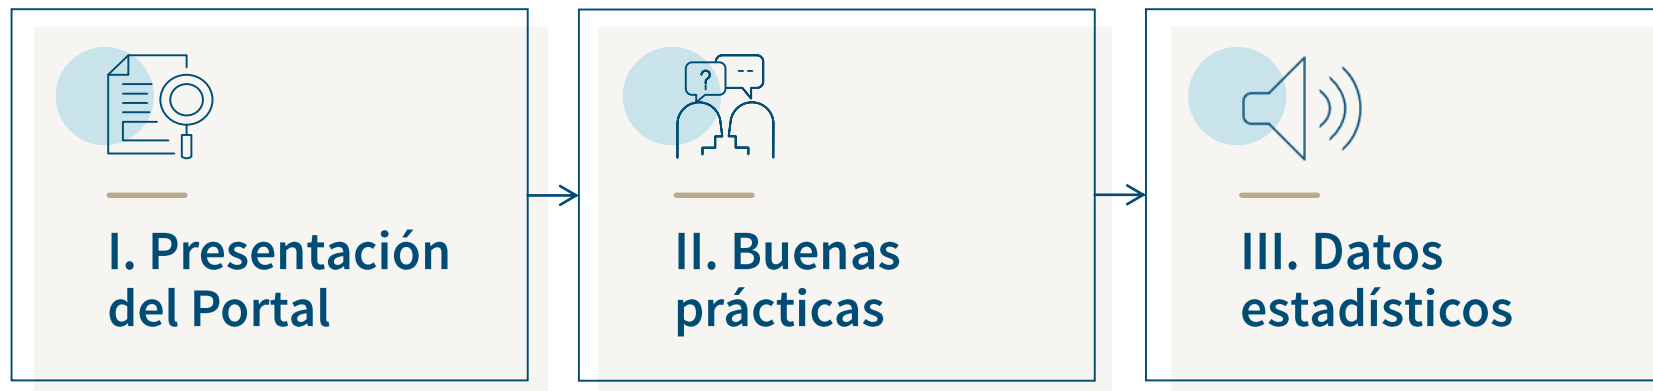 ?
--
I. Presentación
del Portal
II. Buenas
prácticas
III. Datos
estadísticos